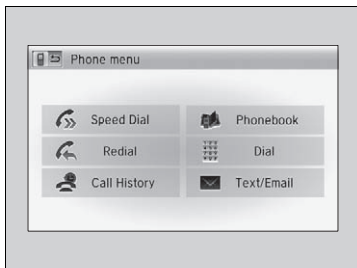 Phone menu
Speed Dial
Phonebook
Redial
Dial
Call History
Text/Email